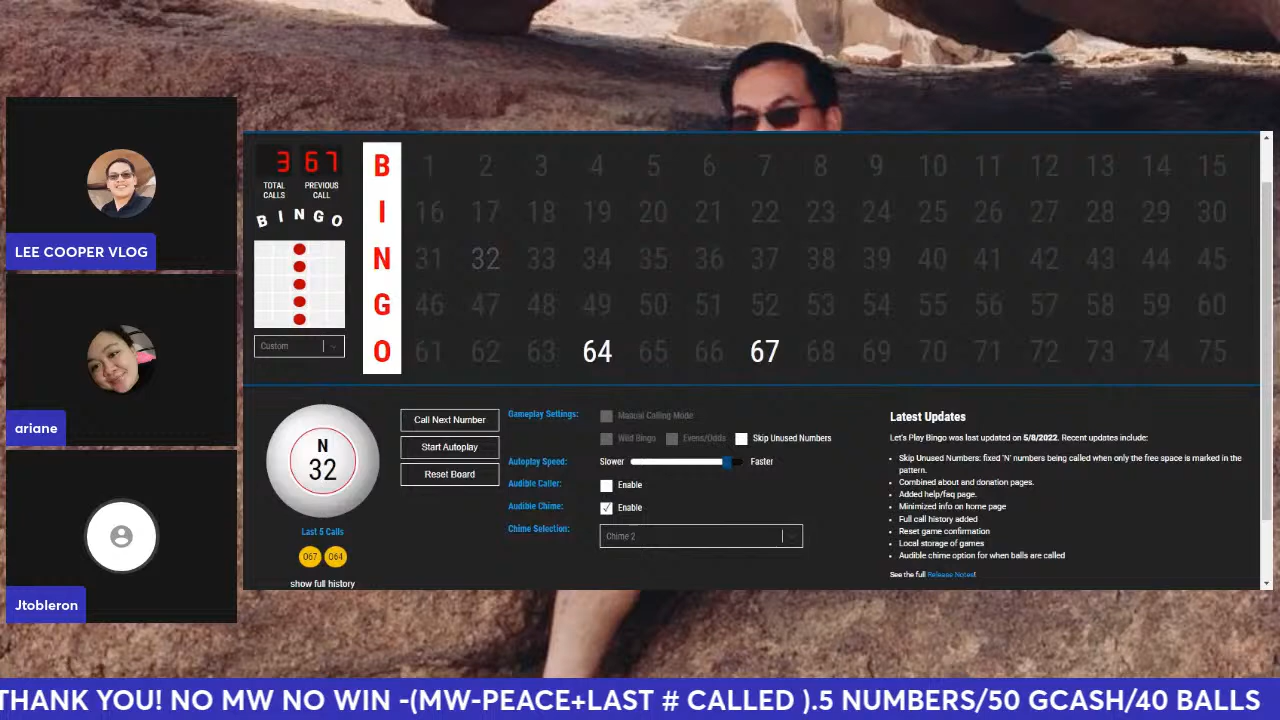 LEE COOPER VLOG
ariane
Jtobleron
3 67
TOTAL CALLS PREVIOUS CALL
B I N G O
Custom
B 1 2 3 4 5 6 7 8 9 10 11 12 13 14 15
I 16 17 18 19 20 21 22 23 24 25 26 27 28 29 30
N 31 32 33 34 35 36 37 38 39 40 41 42 43 44 45
G 46 47 48 49 50 51 52 53 54 55 56 57 58 59 60
O 61 62 63 64 65 66 67 68 69 70 71 72 73 74 75
N
32
Last 5 Calls
O67 O64
show full history
Call Next Number
Start Autoplay
Reset Board
Gameplay Settings:
Manual Calling Mode
Wild Bingo Evens/Odds Skip Unused Numbers
Autoplay Speed: Slower Faster
Audible Caller: Enable
Audible Chime: Enable
Chime Selection: Chime 2
Latest Updates
Let's Play Bingo was last updated on 5/8/2022. Recent updates include:
Skip Unused Numbers: fixed 'N' numbers being called when only the free space is marked in the
pattern.
Combined about and donation pages.
Added help/faq page.
Minimized info on home page
Full call history added
Reset game confirmation
Local storage of games
Audible chime option for when balls are called
See the full Release Notes!
THANK YOU! NO MW NO WIN -(MW-PEACE+LAST # CALLED ).5 NUMBERS/50 GCASH/40 BALLS